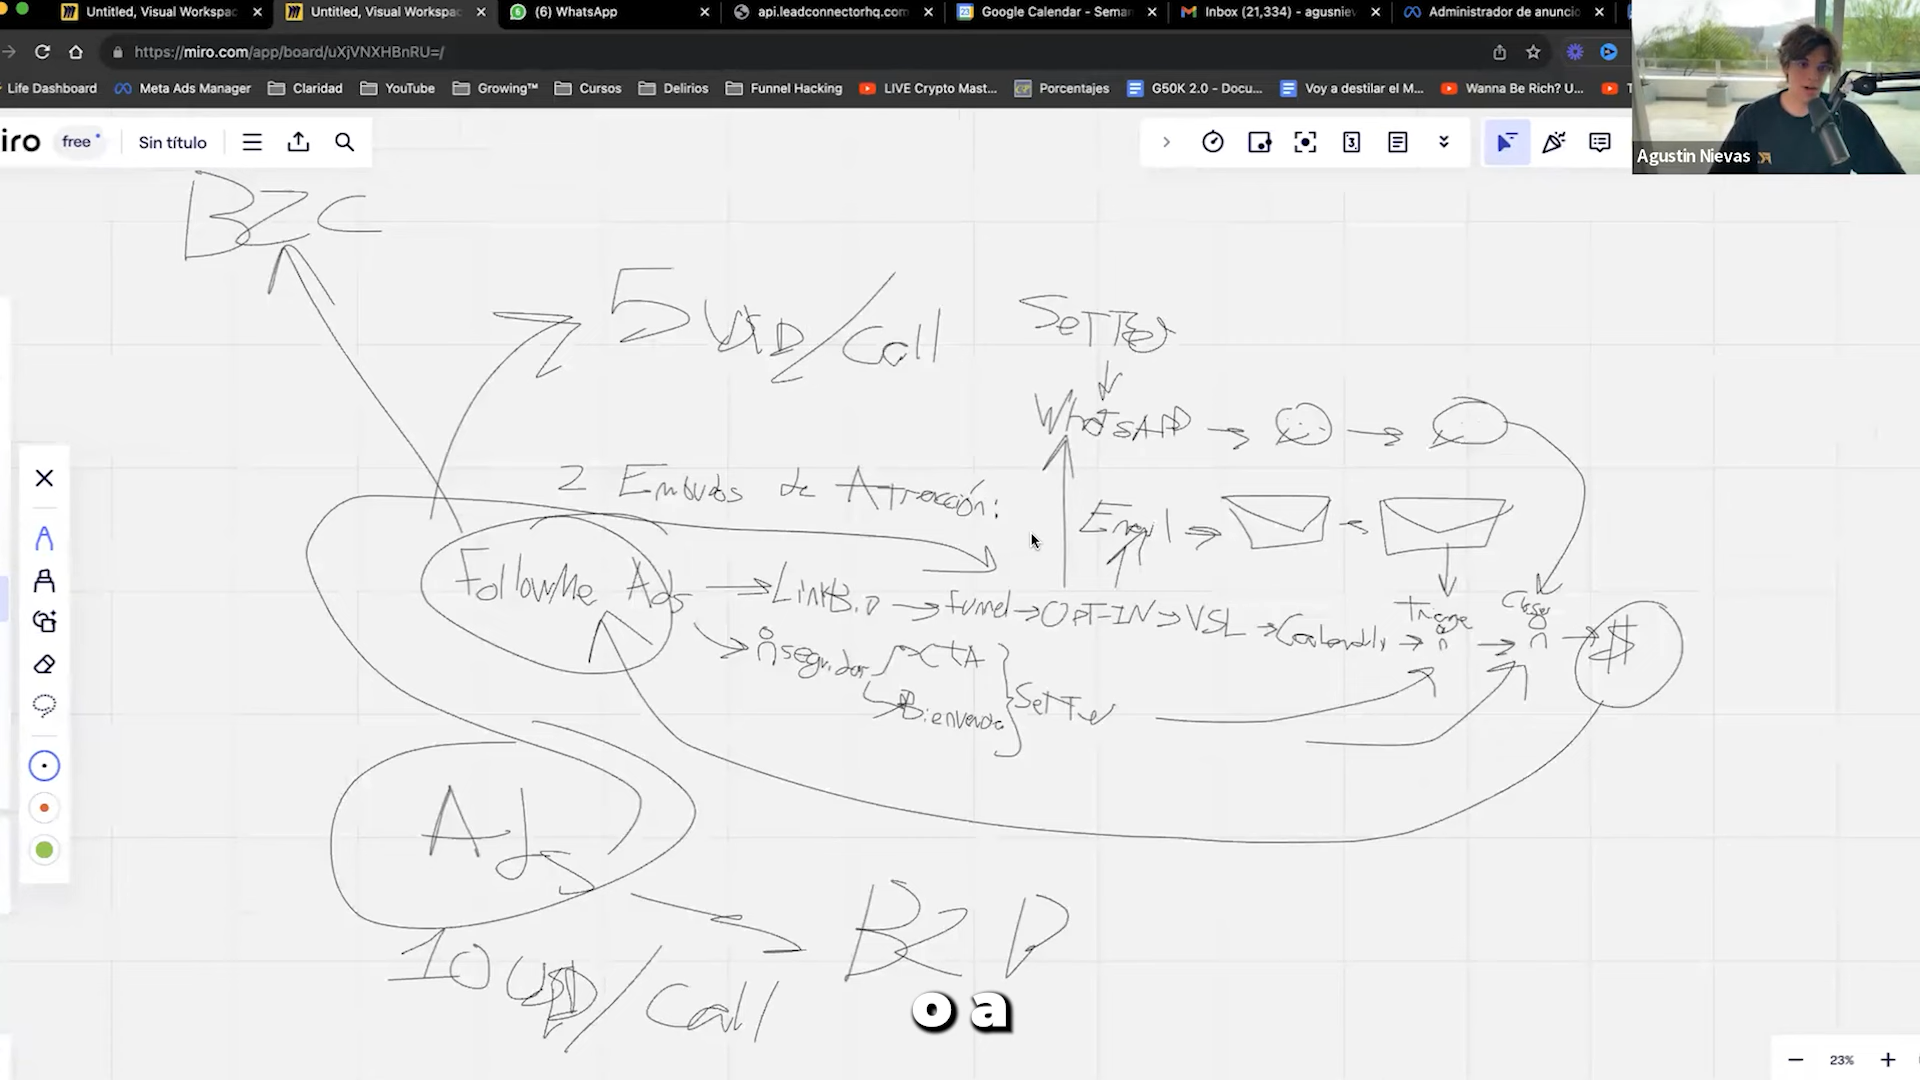 Untitled, Visual Workspac
Untitled, Visual Workspac
(6) WhatsApp
api.leadconnectorhq.com
Google Calendar - Seman
Inbox (21,334) - agusniev
Administrador de anuncio
https://miro.com/app/board/uXjVNXHBnRU=/
Life Dashboard
Meta Ads Manager
Claridad
YouTube
Growing™
Cursos
Delirios
Funnel Hacking
LIVE Crypto Mast...
Porcentajes
G50K 2.0 - Docu...
Voy a destilar el M...
Wanna Be Rich? U...
iro
free
Sin título
Agustin Nievas
B2C
5 USD/Call
Setter
WhatsApp
2 Embudos de Atracción:
Email
FollowMe Ads
LinkBio
Funnel
OPT-IN
VSL
Calendly
Triage
Closer
$
Seguidor
CTA
Bienvenida
Setter
Ads
10 USD/Call
B2
o a
23%